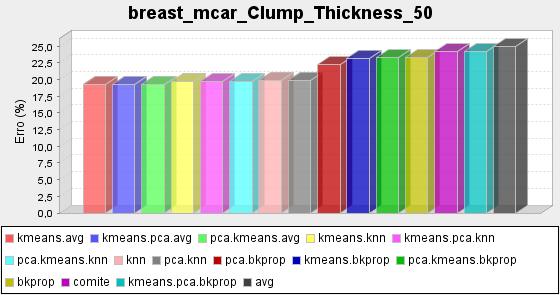 breast_mcar_Clump_Thickness_50
Erro (%)
25,0
22,5
20,0
17,5
15,0
12,5
10,0
7,5
5,0
2,5
0,0
kmeans.avg kmeans.pca.avg pca.kmeans.avg kmeans.knn kmeans.pca.knn
pca.kmeans.knn knn pca.knn pca.bkprop kmeans.bkprop pca.kmeans.bkprop
bkprop comite kmeans.pca.bkprop avg